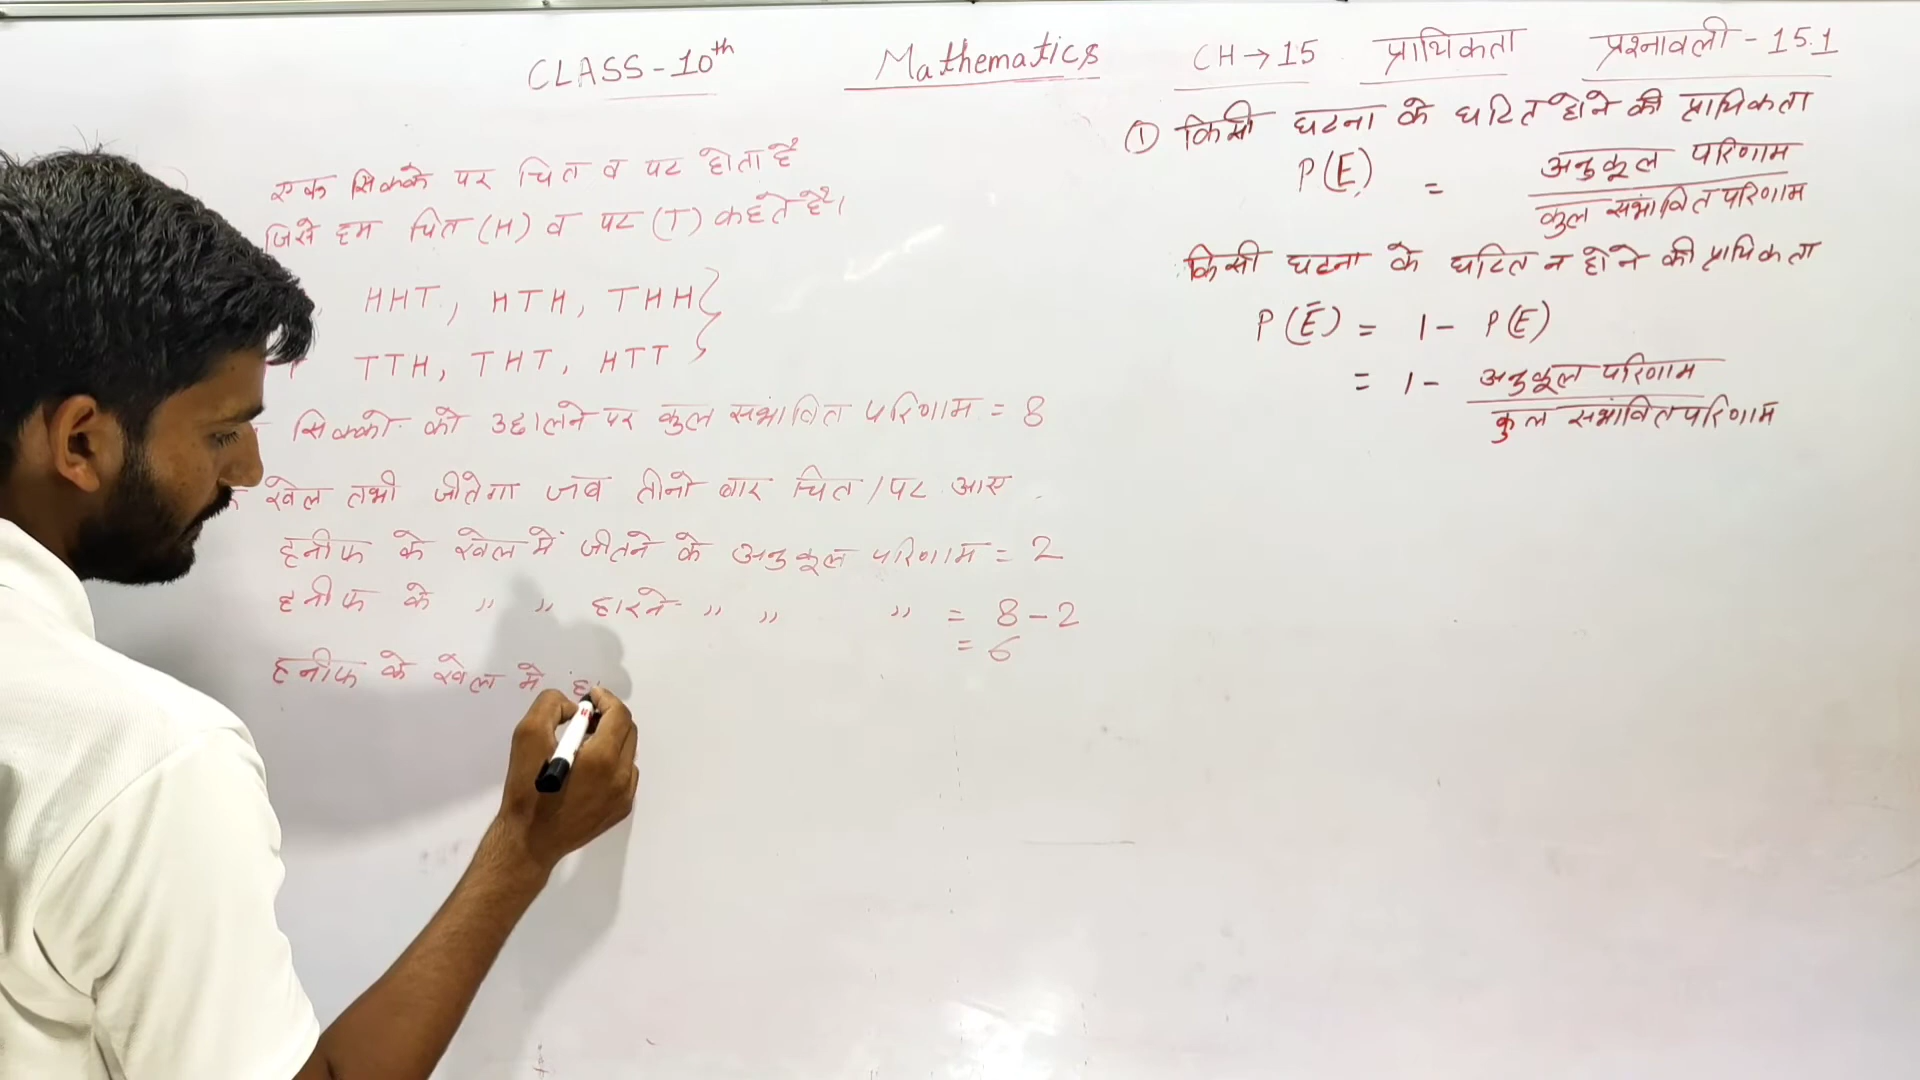 CLASS-10th Mathematics CH→15 प्रायिकता प्रश्नावली-15.1
एक सिक्के पर चित व पट होता है
जिसे हम चित (H) व पट (T) कहते हैं।
HHT, HTH, THH
TTH, THT, HTT
सिक्को को उछालने पर कुल सभांवित परिणाम = 8
खेल तभी जीतेगा जब तीनो बार चित/पट आए
हनीफ के खेल में जीतने के अनुकूल परिणाम = 2
हनीफ के ,, ,, हारने ,, ,, ,, = 8-2
= 6
हनीफ के खेल मे
① किसी घटना के घटित होने की प्रायिकता
P(E) = अनुकूल परिणाम
कुल सभांवित परिणाम
किसी घटना के घटित न होने की प्रायिकता
P(Ē) = 1- P(E)
= 1- अनुकूल परिणाम
कुल सभांवित परिणाम